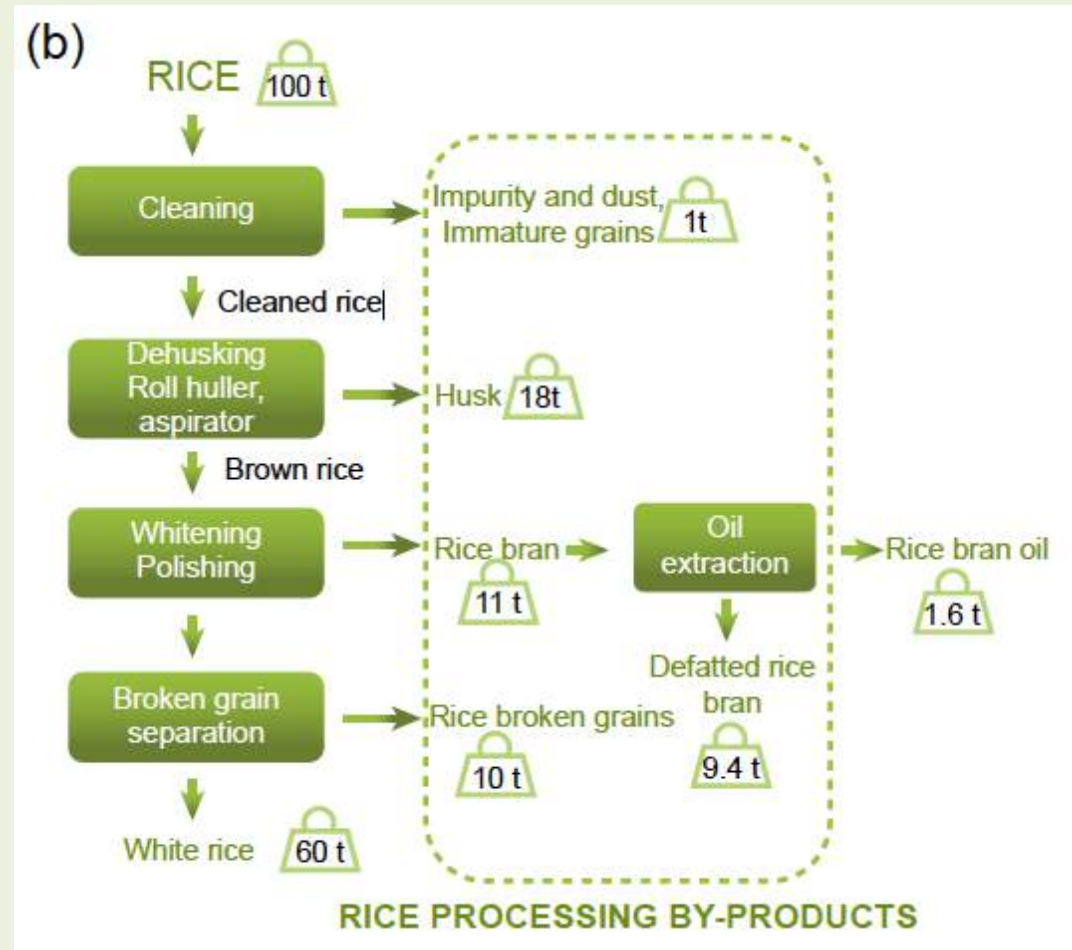 (b)
RICE
100 t
Cleaning
Impurity and dust,
Immature grains
1t
Cleaned rice
Dehusking
Roll huller,
aspirator
Husk
18t
Brown rice
Whitening
Polishing
Rice bran
11 t
Oil
extraction
Rice bran oil
1.6 t
Defatted rice
bran
9.4 t
Broken grain
separation
Rice broken grains
10 t
White rice
60 t
RICE PROCESSING BY-PRODUCTS